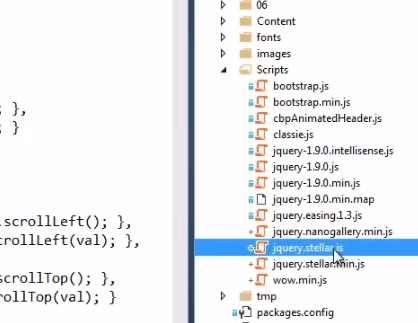 06
Content
fonts
images
Scripts
bootstrap.js
; },
bootstrap.min.js
; }
cbpAnimatedHeader.js
classie.js
jquery-1.9.0.intellisense.js
jquery-1.9.0.js
jquery-1.9.0.min.js
jquery-1.9.0.min.map
jquery.easing.1.3.js
.scrollLeft(); },
jquery.nanogallery.min.js
crollLeft(val); },
jquery.stellar.js
jquery.stellar.min.js
scrollTop(); },
wow.min.js
rollTop(val); }
tmp
packages.config